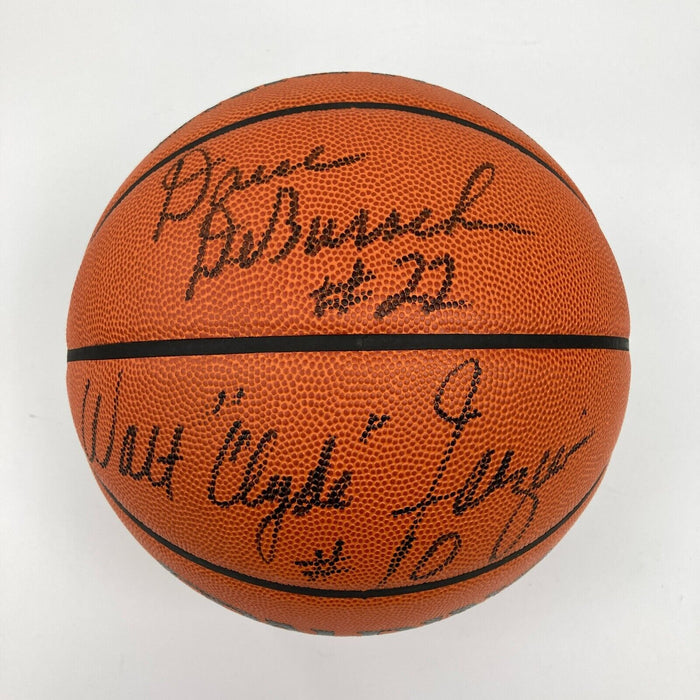 Dave
DeBusschere
#22
Walt "Clyde" Frazier
#10